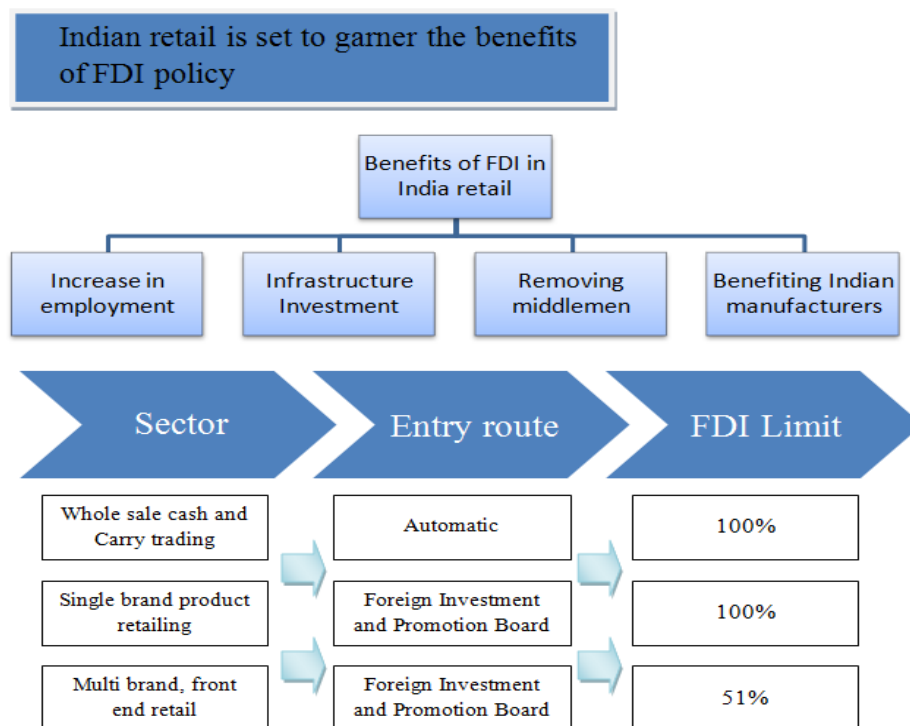 Indian retail is set to garner the benefits
of FDI policy
Benefits of FDI in
India retail
Increase in
employment
Infrastructure
Investment
Removing
middlemen
Benefiting Indian
manufacturers
Sector
Entry route
FDI Limit
Whole sale cash and
Carry trading
Automatic
100%
Single brand product
retailing
Foreign Investment
and Promotion Board
100%
Multi brand, front
end retail
Foreign Investment
and Promotion Board
51%